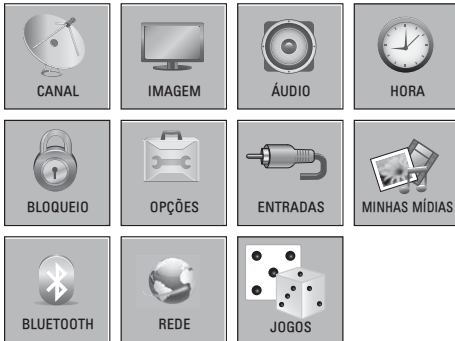 CANAL
IMAGEM
ÁUDIO
HORA
BLOQUEIO
OPÇÕES
ENTRADAS
MINHAS MÍDIAS
BLUETOOTH
REDE
JOGOS